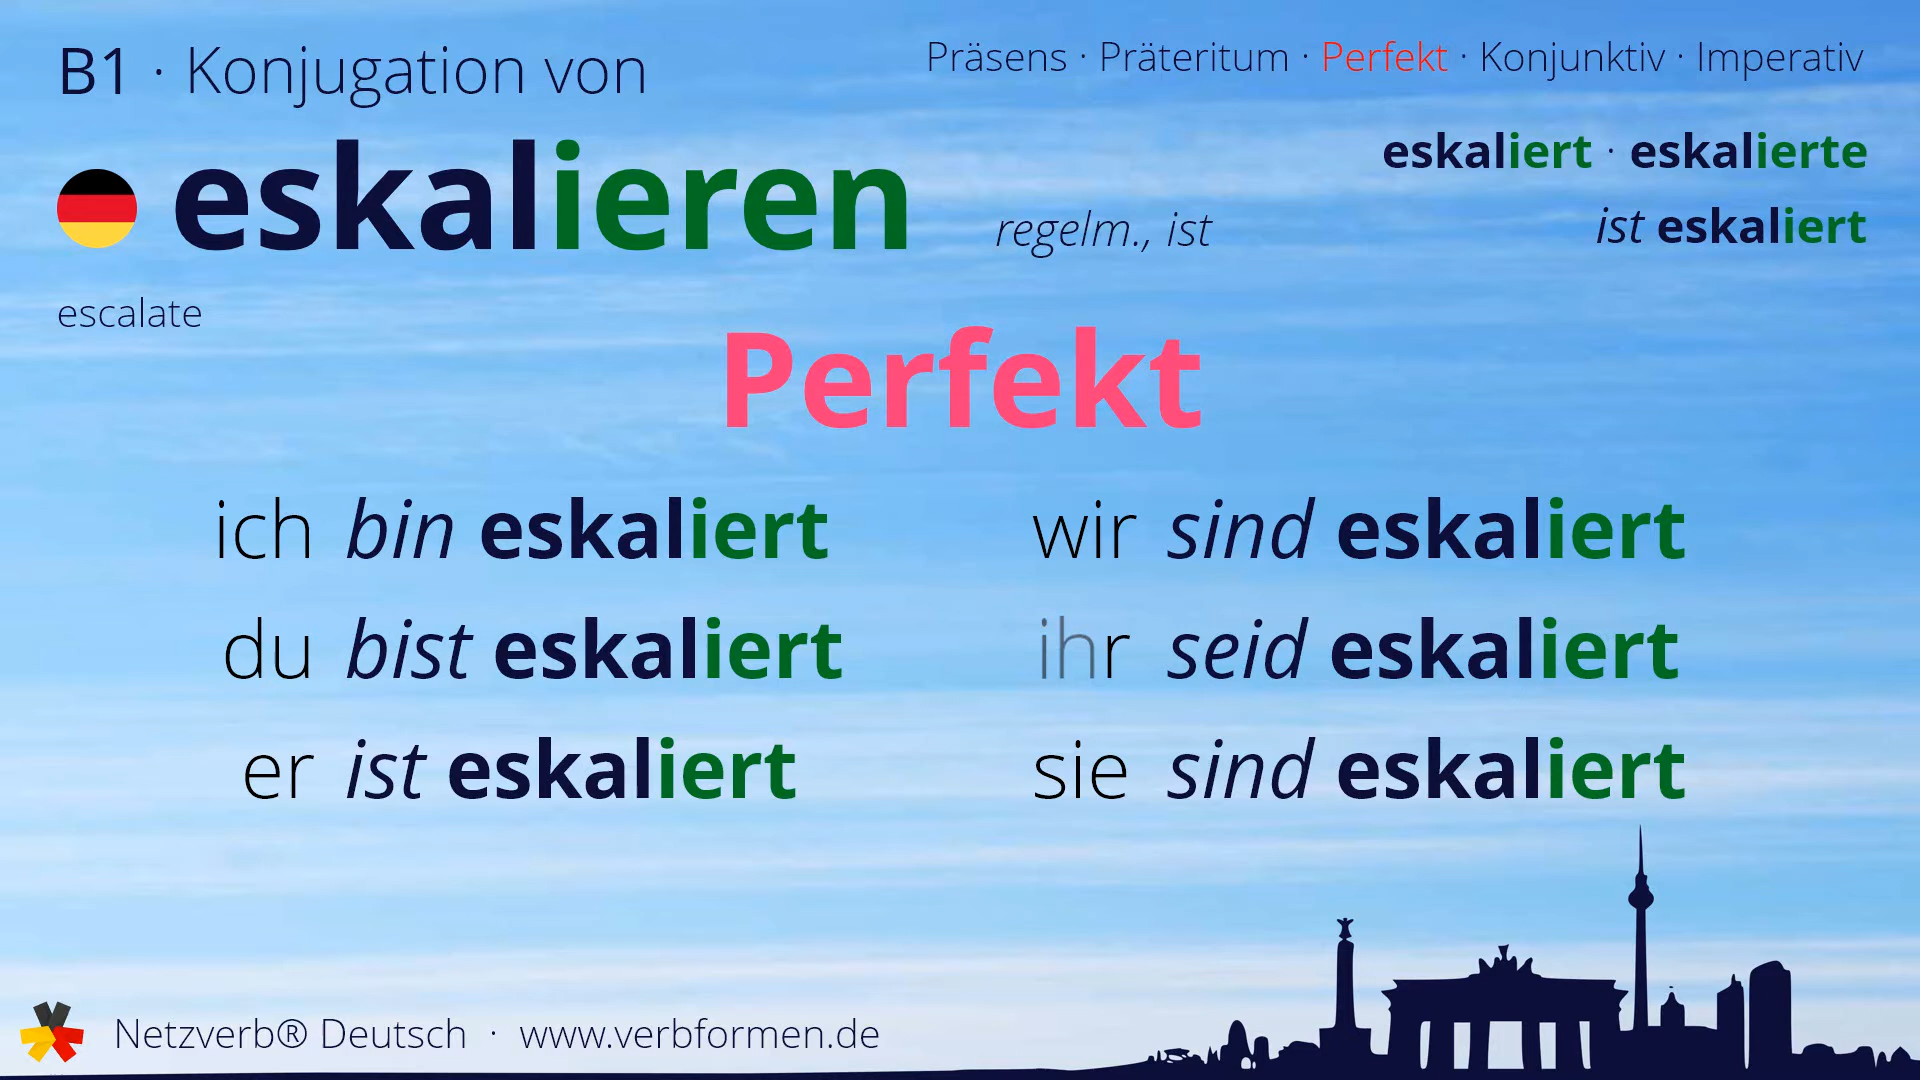 B1 · Konjugation von
Präsens · Präteritum · Perfekt · Konjunktiv · Imperativ
eskalieren
regelm., ist
eskaliert · eskalierte
ist eskaliert
escalate
Perfekt
ich bin eskaliert
du bist eskaliert
er ist eskaliert
wir sind eskaliert
ihr seid eskaliert
sie sind eskaliert
Netzverb® Deutsch · www.verbformen.de